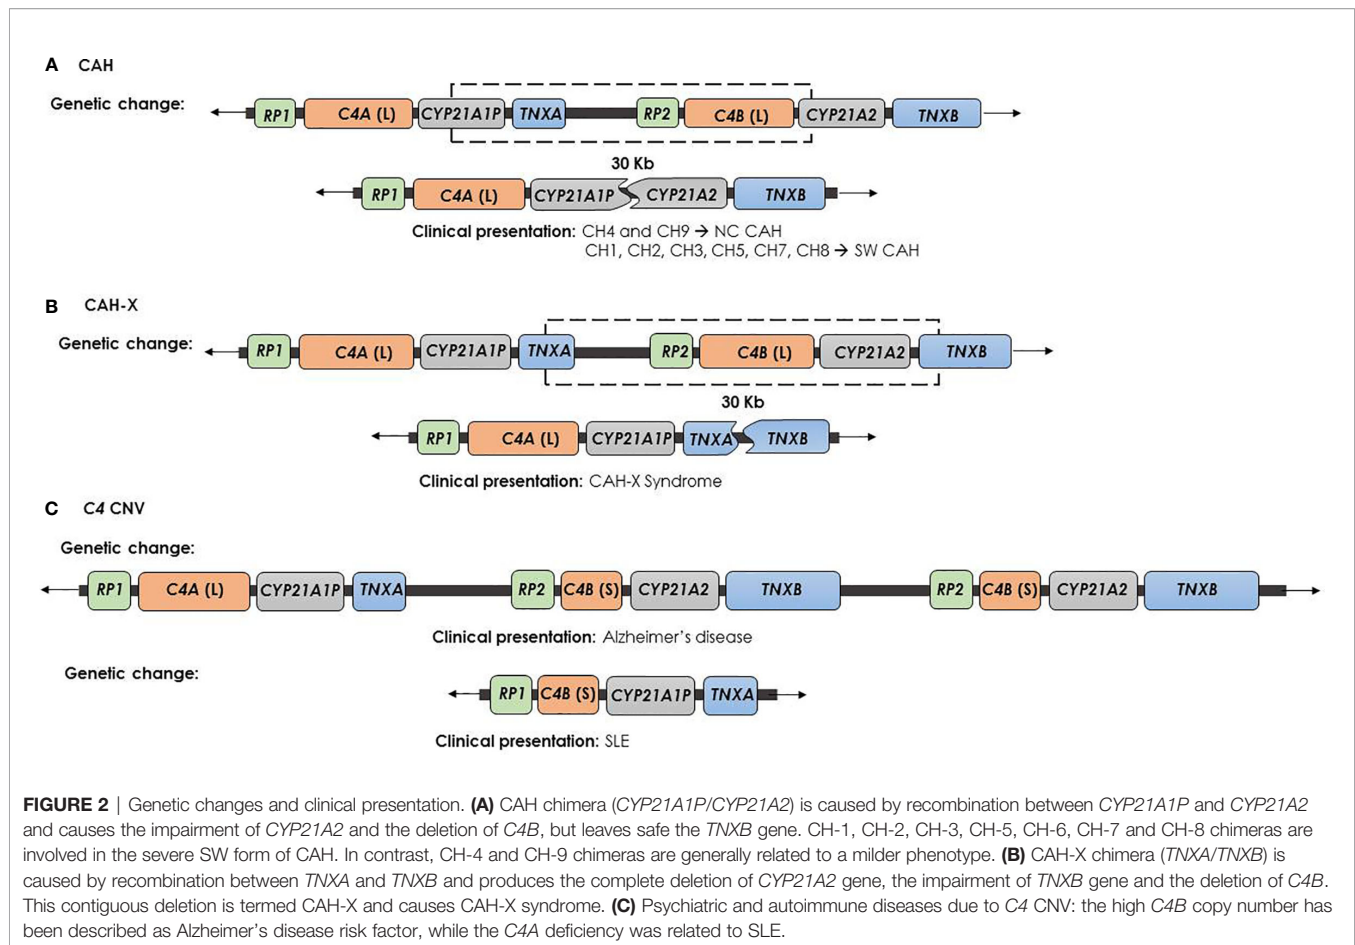 A CAH
Genetic change:
RP1 C4A (L) CYP21A1P TNXA RP2 C4B (L) CYP21A2 TNXB
30 Kb
RP1 C4A (L) CYP21A1P CYP21A2 TNXB
Clinical presentation: CH4 and CH9 → NC CAH
CH1, CH2, CH3, CH5, CH7, CH8 → SW CAH
B CAH-X
Genetic change:
RP1 C4A (L) CYP21A1P TNXA RP2 C4B (L) CYP21A2 TNXB
30 Kb
RP1 C4A (L) CYP21A1P TNXA TNXB
Clinical presentation: CAH-X Syndrome
C C4 CNV
Genetic change:
RP1 C4A (L) CYP21A1P TNXA RP2 C4B (S) CYP21A2 TNXB RP2 C4B (S) CYP21A2 TNXB
Clinical presentation: Alzheimer's disease
Genetic change:
RP1 C4B (S) CYP21A1P TNXA
Clinical presentation: SLE
FIGURE 2 | Genetic changes and clinical presentation. (A) CAH chimera (CYP21A1P/CYP21A2) is caused by recombination between CYP21A1P and CYP21A2
and causes the impairment of CYP21A2 and the deletion of C4B, but leaves safe the TNXB gene. CH-1, CH-2, CH-3, CH-5, CH-6, CH-7 and CH-8 chimeras are
involved in the severe SW form of CAH. In contrast, CH-4 and CH-9 chimeras are generally related to a milder phenotype. (B) CAH-X chimera (TNXA/TNXB) is
caused by recombination between TNXA and TNXB and produces the complete deletion of CYP21A2 gene, the impairment of TNXB gene and the deletion of C4B.
This contiguous deletion is termed CAH-X and causes CAH-X syndrome. (C) Psychiatric and autoimmune diseases due to C4 CNV: the high C4B copy number has
been described as Alzheimer's disease risk factor, while the C4A deficiency was related to SLE.